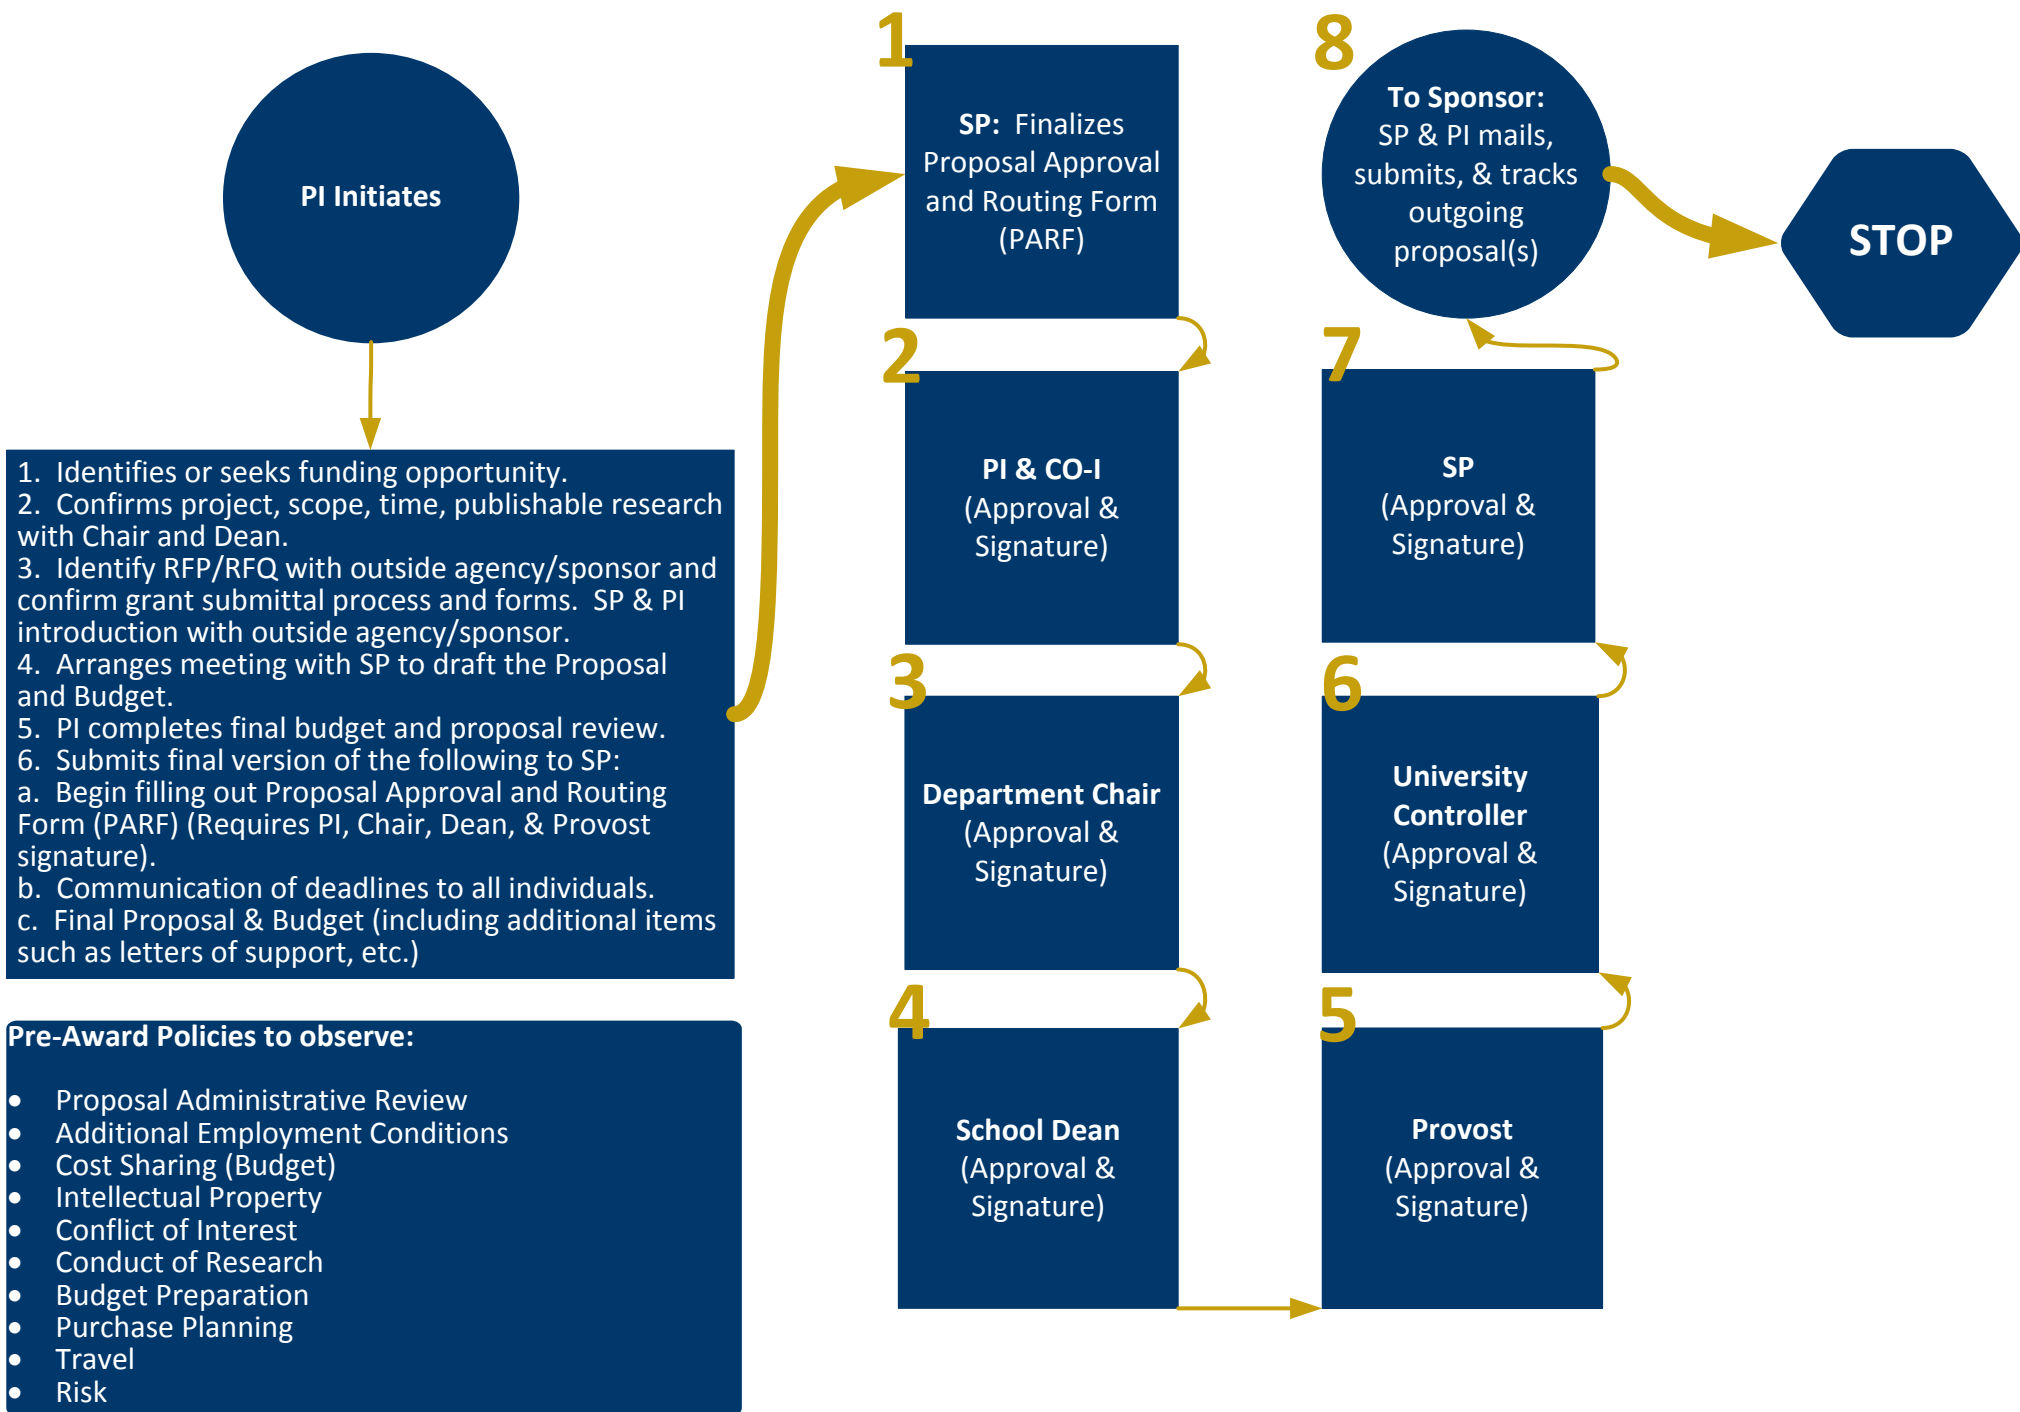 PI Initiates
1.  Identifies or seeks funding opportunity.
2.  Confirms project, scope, time, publishable research
with Chair and Dean.
3.  Identify RFP/RFQ with outside agency/sponsor and
confirm grant submittal process and forms.  SP & PI
introduction with outside agency/sponsor.
4.  Arranges meeting with SP to draft the Proposal
and Budget.
5.  PI completes final budget and proposal review.
6.  Submits final version of the following to SP:
a.  Begin filling out Proposal Approval and Routing
Form (PARF) (Requires PI, Chair, Dean, & Provost
signature).
b.  Communication of deadlines to all individuals.
c.  Final Proposal & Budget (including additional items
such as letters of support, etc.)
Pre-Award Policies to observe:
• Proposal Administrative Review
• Additional Employment Conditions
• Cost Sharing (Budget)
• Intellectual Property
• Conflict of Interest
• Conduct of Research
• Budget Preparation
• Purchase Planning
• Travel
• Risk
1
SP:  Finalizes
Proposal Approval
and Routing Form
(PARF)
2
PI & CO-I
(Approval &
Signature)
3
Department Chair
(Approval &
Signature)
4
School Dean
(Approval &
Signature)
5
Provost
(Approval &
Signature)
6
University
Controller
(Approval &
Signature)
7
SP
(Approval &
Signature)
8
To Sponsor:
SP & PI mails,
submits, & tracks
outgoing
proposal(s)
STOP